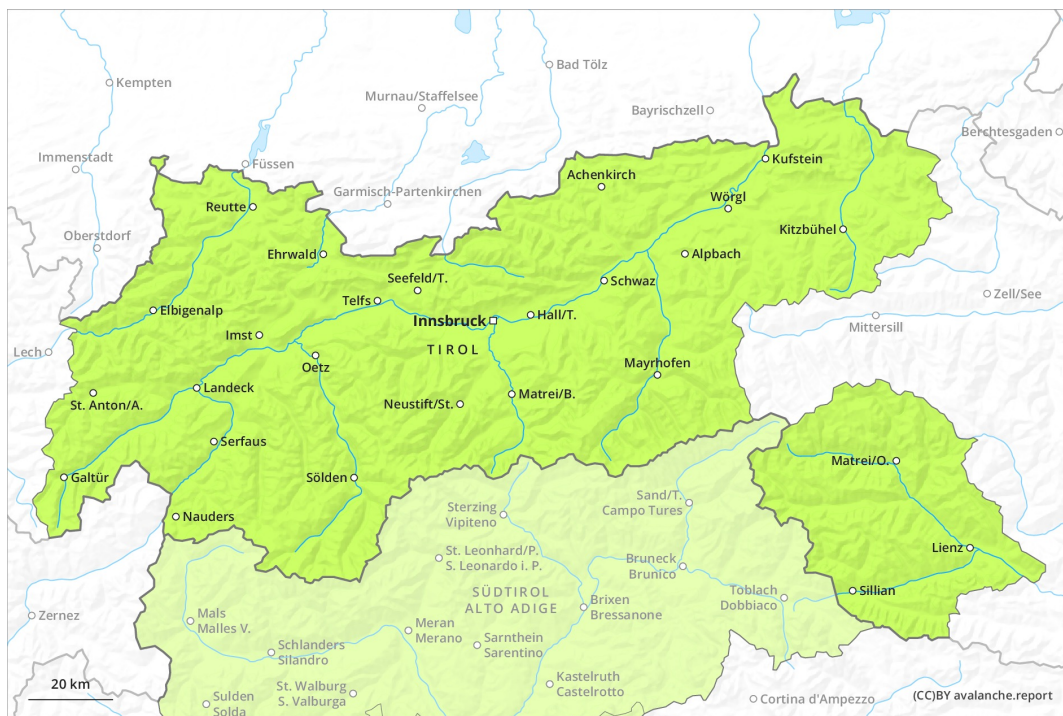 Kempten
Bad Tölz
Murnau/Staffelsee
Bayrischzell
Berchtesgaden
Immenstadt
Füssen
Kufstein
Achenkirch
Garmisch-Partenkirchen
Wörgl
Reutte
Oberstdorf
Kitzbühel
Ehrwald
Alpbach
Seefeld/T.
Schwaz
Zell/See
Telfs
Elbigenalp
Innsbruck
Hall/T.
Mittersill
Imst
TIROL
Lech
Oetz
Mayrhofen
Landeck
Matrei/B.
St. Anton/A.
Neustift/St.
Serfaus
Matrei/O.
Galtür
Sölden
Sand/T.
Campo Tures
Sterzing
Vipiteno
Nauders
Lienz
St. Leonhard/P.
S. Leonardo i. P.
Bruneck
Brunico
Sillian
SÜDTIROL
ALTO ADIGE
Toblach
Dobbiaco
Brixen
Bressanone
Zernez
Mals
Malles V.
Meran
Merano
Sarnthein
Sarentino
Schlanders
Silandro
Kastelruth
Castelrotto
20 km
St. Walburg
S. Valburga
Sulden
Solda
Cortina d'Ampezzo
(CC)BY avalanche.report